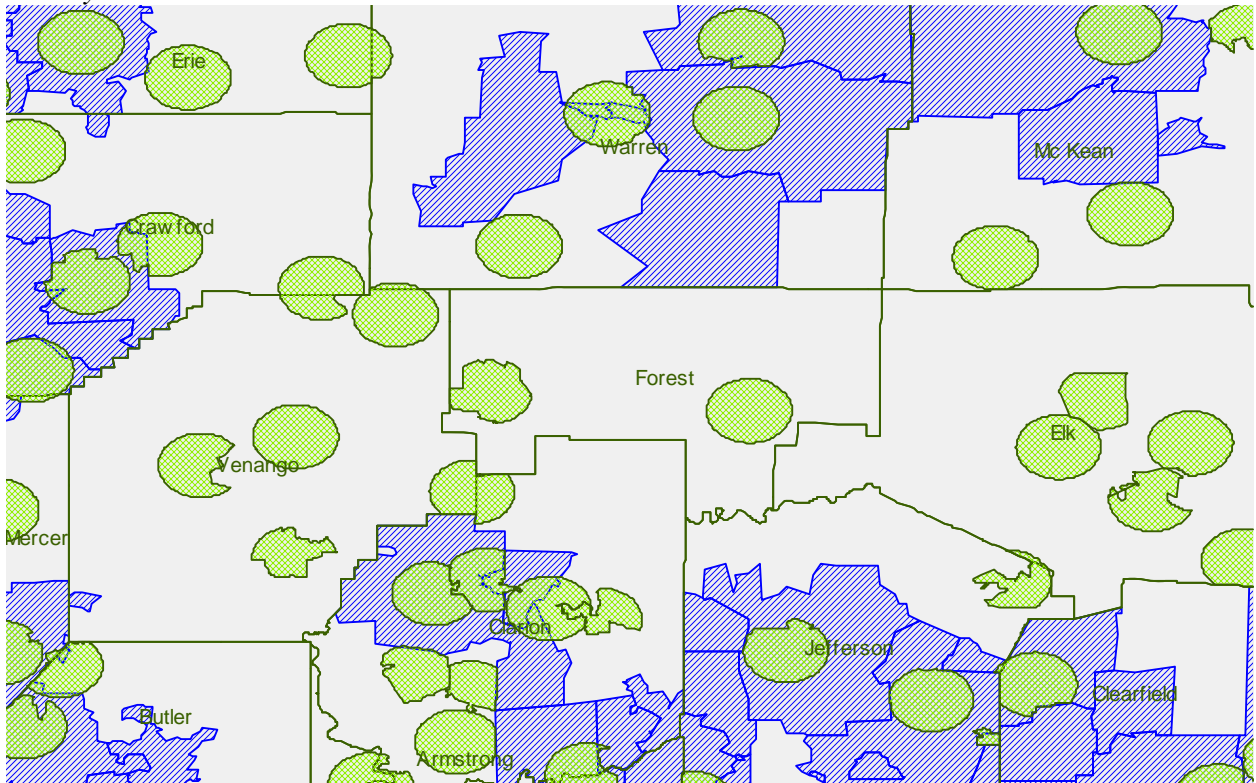 Erie
Warren
Mc Kean
Crawford
Forest
Elk
Venango
Mercer
Clarion
Jefferson
Clearfield
Butler
Armstrong